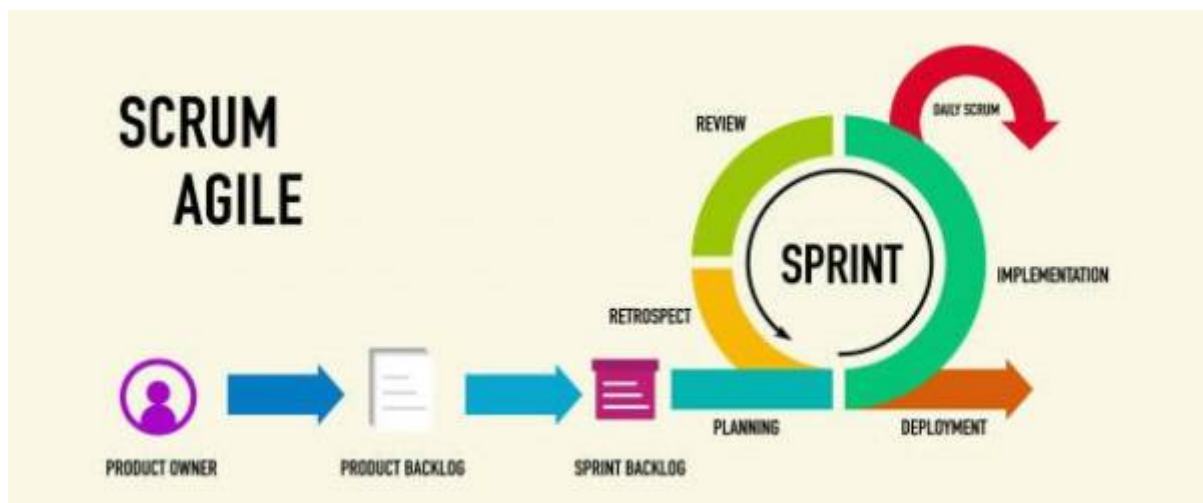 SCRUM
AGILE
REVIEW
DAILY SCRUM
SPRINT
IMPLEMENTATION
RETROSPECT
PLANNING
DEPLOYMENT
PRODUCT OWNER
PRODUCT BACKLOG
SPRINT BACKLOG